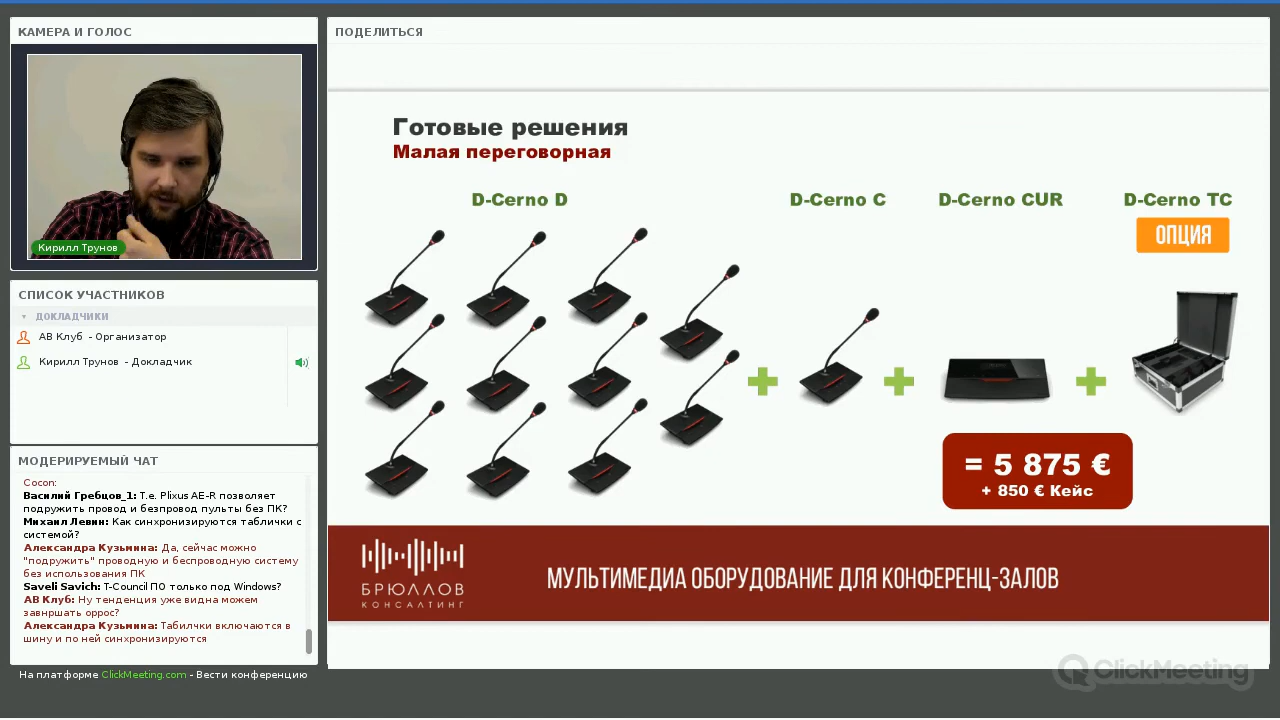 КАМЕРА И ГОЛОС
Кирилл Трунов
СПИСОК УЧАСТНИКОВ
ДОКЛАДЧИКИ
АВ Клуб - Организатор
Кирилл Трунов - Докладчик
МОДЕРИРУЕМЫЙ ЧАТ
Cocon:
Василий Гребцов_1: Т.е. Plixus AE-R позволяет
подружить провод и безпровод пульты без ПК?
Михаил Левин: Как синхронизируются таблички с
системой?
Александра Кузьмина: Да, сейчас можно
"подружить" проводную и беспроводную систему
без использования ПК
Saveli Savich: T-Council ПО только под Windows?
АВ Клуб: Ну тенденция уже видна можем
завнршать оррос?
Александра Кузьмина: Табилчки включаются в
шину и по ней синхронизируются
На платформе ClickMeeting.com - Вести конференцию
ПОДЕЛИТЬСЯ
Готовые решения
Малая переговорная
D-Cerno D
D-Cerno C
D-Cerno CUR
D-Cerno TC
ОПЦИЯ
= 5 875 €
+ 850 € Кейс
БРЮЛЛОВ
КОНСАЛТИНГ
МУЛЬТИМЕДИА ОБОРУДОВАНИЕ ДЛЯ КОНФЕРЕНЦ-ЗАЛОВ
ClickMeeting